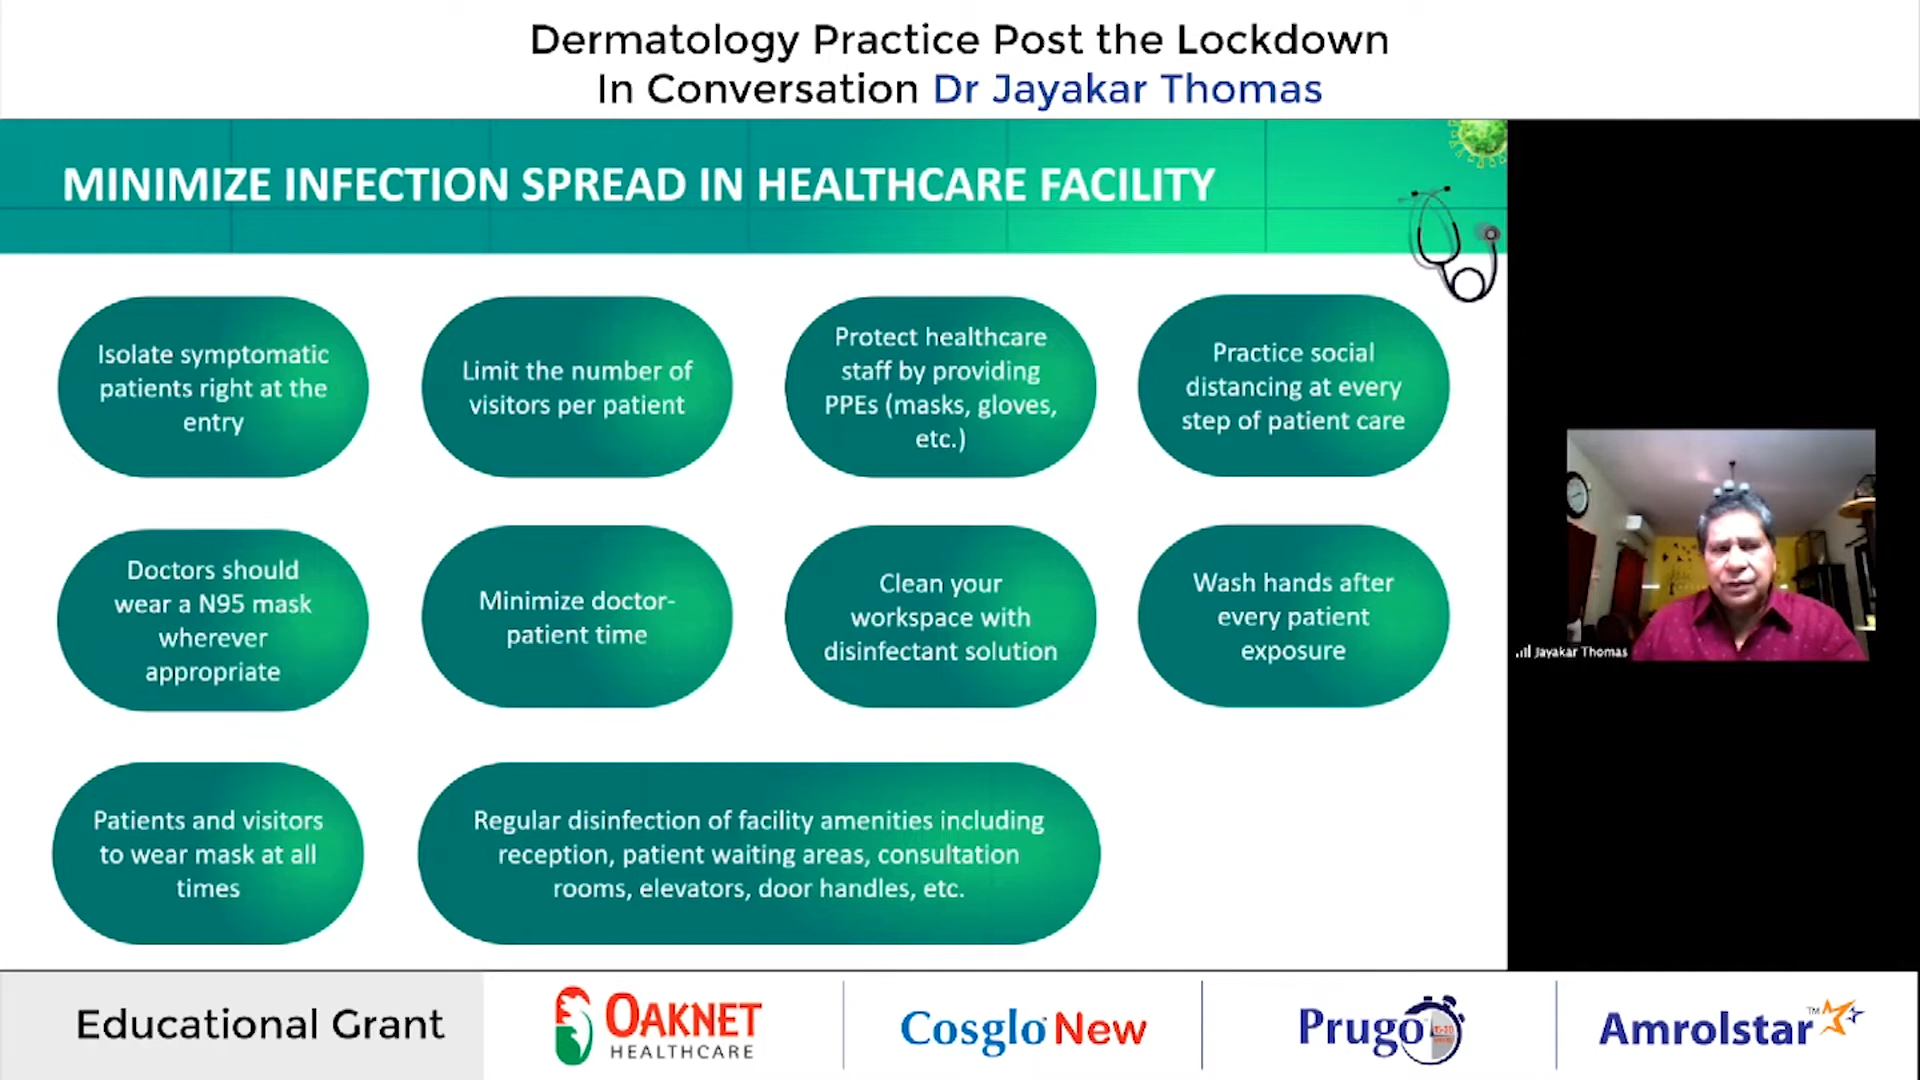 Dermatology Practice Post the Lockdown
In Conversation Dr Jayakar Thomas
MINIMIZE INFECTION SPREAD IN HEALTHCARE FACILITY
Isolate symptomatic
patients right at the
entry
Limit the number of
visitors per patient
Protect healthcare
staff by providing
PPEs (masks, gloves,
etc.)
Practice social
distancing at every
step of patient care
Doctors should
wear a N95 mask
wherever
appropriate
Minimize doctor-
patient time
Clean your
workspace with
disinfectant solution
Wash hands after
every patient
exposure
Jayakar Thomas
Patients and visitors
to wear mask at all
times
Regular disinfection of facility amenities including
reception, patient waiting areas, consultation
rooms, elevators, door handles, etc.
Educational Grant
OAKNET
HEALTHCARE
Cosglo New
Prugo
Amrolstar™